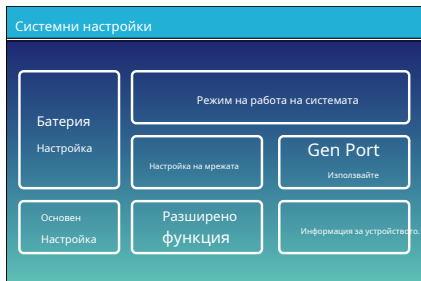 Системни настройки
Батерия
Настройка
Режим на работа на системата
Настройка на мрежата
Gen Port
Използвайте
Основен
Настройка
Разширено
функция
Информация за устройството.